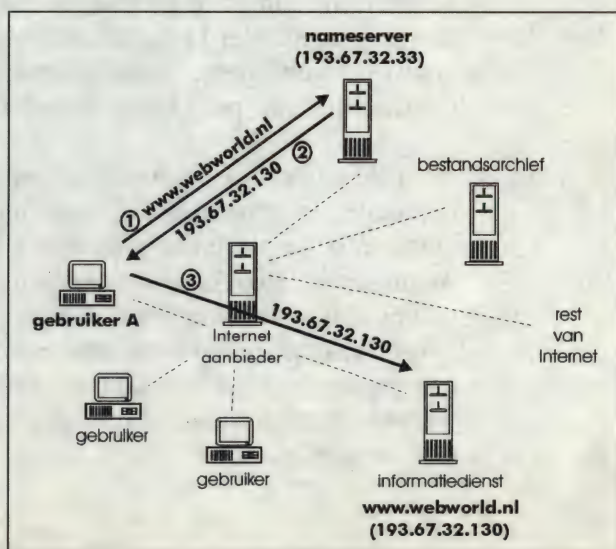 nameserver
(193.67.32.33)
① www.webworld.nl
② 193.67.32.130
bestandsarchief
③ 193.67.32.130
gebruiker A
Internet
aanbieder
rest
van
Internet
gebruiker
gebruiker
informatiedienst
www.webworld.nl
(193.67.32.130)